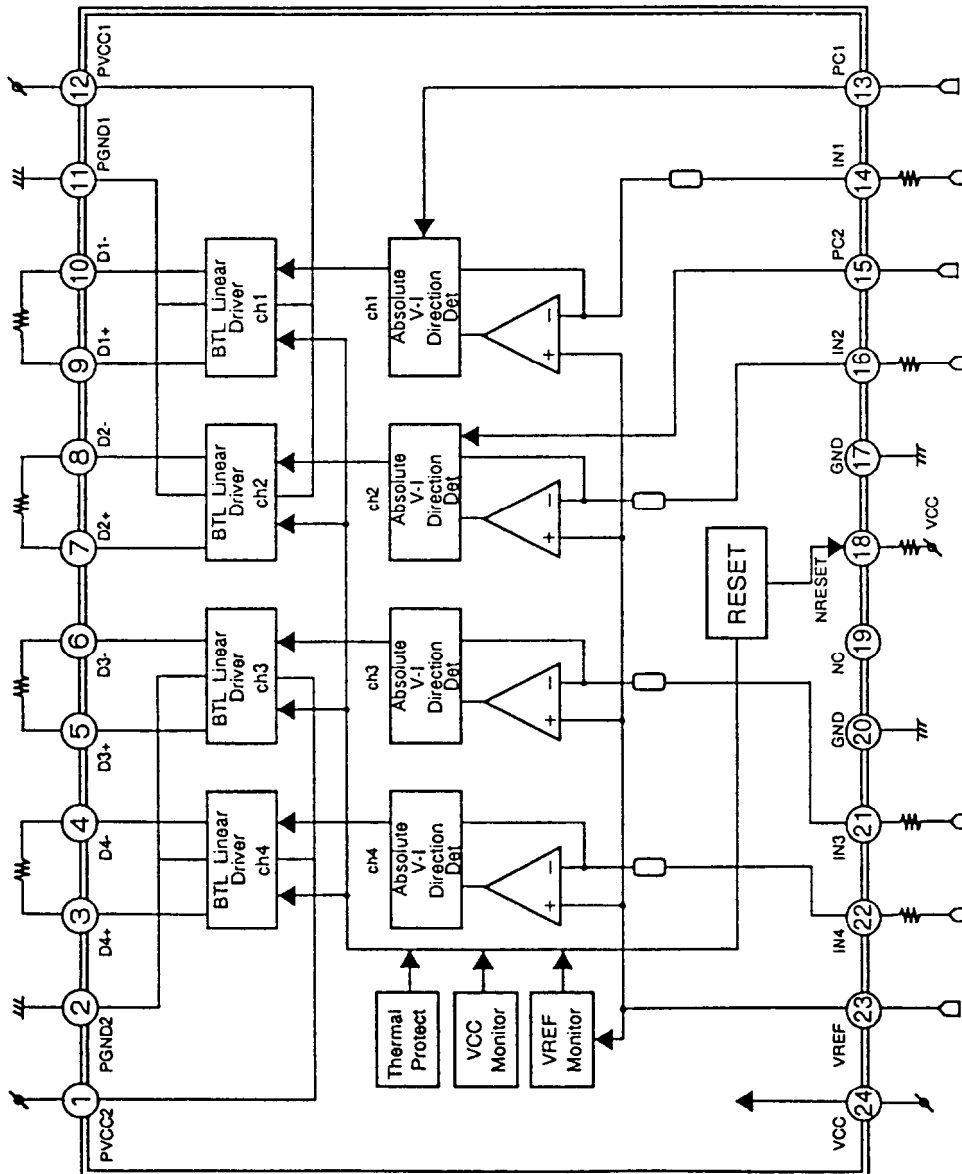 12
PVCC1
11
PGND1
10
D1-
9
D1+
8
D2-
7
D2+
6
D3-
5
D3+
4
D4-
3
D4+
2
PGND2
1
PVCC2
BTL Linear
Driver
ch1
BTL Linear
Driver
ch2
BTL Linear
Driver
ch3
BTL Linear
Driver
ch4
ch1
Absolute
V-I
Direction
Det
ch2
Absolute
V-I
Direction
Det
ch3
Absolute
V-I
Direction
Det
ch4
Absolute
V-I
Direction
Det
+ -
+ -
+ -
+ -
Thermal
Protect
VCC
Monitor
VREF
Monitor
RESET
NRESET
PC1
13
IN1
14
PC2
15
IN2
16
GND
17
18
VCC
NC
19
GND
20
IN3
21
IN4
22
VREF
23
VCC
24